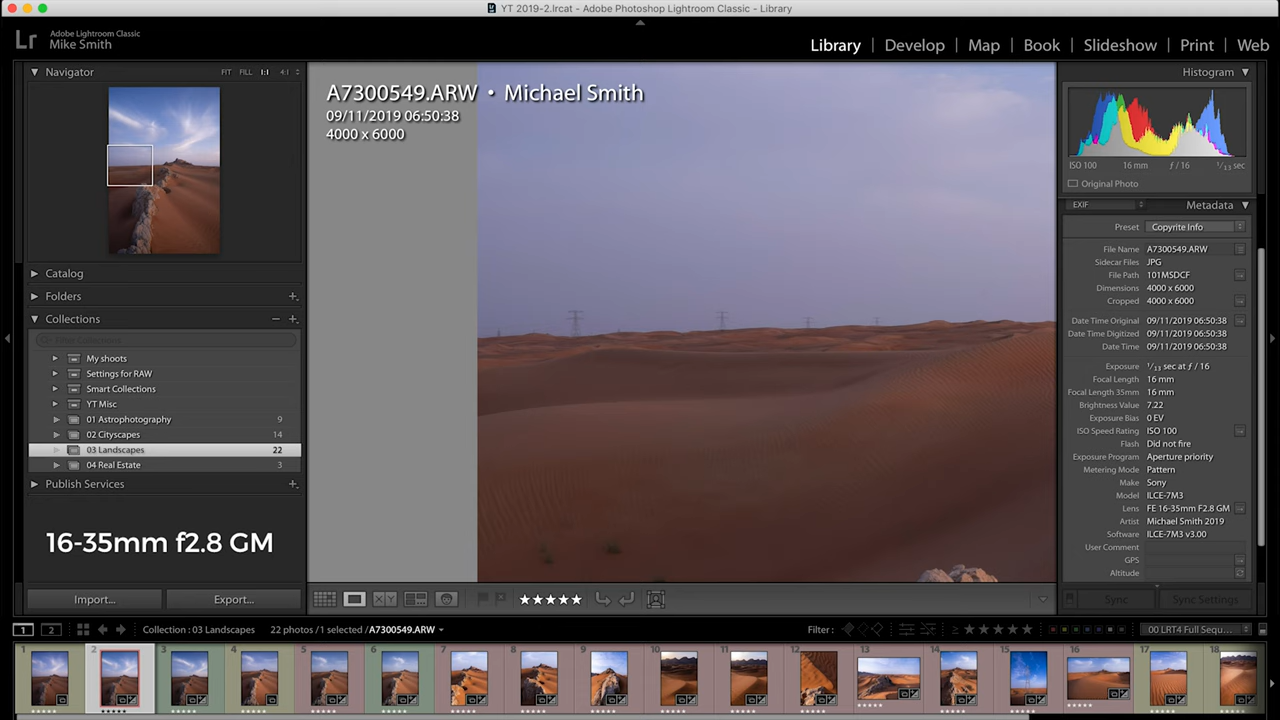 YT 2019-2.lrcat - Adobe Photoshop Lightroom Classic - Library
Lr
Adobe Lightroom Classic
Mike Smith
Library | Develop | Map | Book | Slideshow | Print | Web
Navigator FIT FILL 1:1 4:1
A7300549.ARW • Michael Smith
09/11/2019 06:50:38
4000 x 6000
Catalog
Folders
Collections
Filter Collections
My shoots
Settings for RAW
Smart Collections
YT Misc
01 Astrophotography 9
02 Cityscapes 14
03 Landscapes 22
04 Real Estate 3
Publish Services
16-35mm f2.8 GM
Import... Export...
Histogram
ISO 100 16 mm ƒ / 16 1/13 sec
Original Photo
EXIF Metadata
Preset Copyrite Info
File Name A7300549.ARW
Sidecar Files JPG
File Path 101MSDCF
Dimensions 4000 x 6000
Cropped 4000 x 6000
Date Time Original 09/11/2019 06:50:38
Date Time Digitized 09/11/2019 06:50:38
Date Time 09/11/2019 06:50:38
Exposure 1/13 sec at ƒ / 16
Focal Length 16 mm
Focal Length 35mm 16 mm
Brightness Value 7.22
Exposure Bias 0 EV
ISO Speed Rating ISO 100
Flash Did not fire
Exposure Program Aperture priority
Metering Mode Pattern
Make Sony
Model ILCE-7M3
Lens FE 16-35mm F2.8 GM
Artist Michael Smith 2019
Software ILCE-7M3 v3.00
User Comment
GPS
Altitude
Sync Sync Settings
XY
1 2 Collection : 03 Landscapes 22 photos / 1 selected / A7300549.ARW Filter : 00 LRT4 Full Sequ...
1 2 3 4 5 6 7 8 9 10 11 12 13 14 15 16 17 18